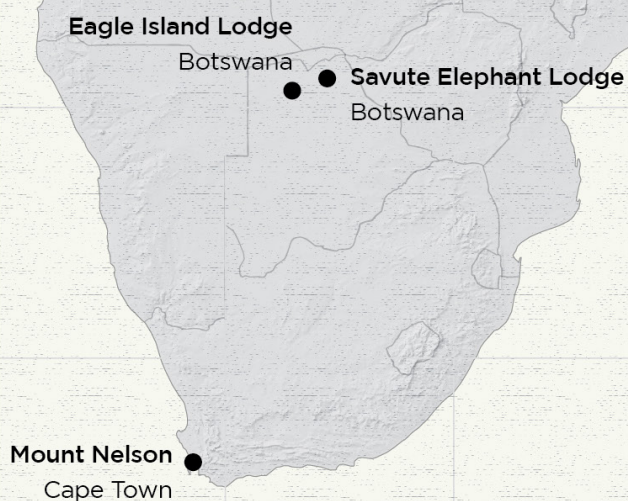 Eagle Island Lodge
Botswana
Savute Elephant Lodge
Botswana
Mount Nelson
Cape Town